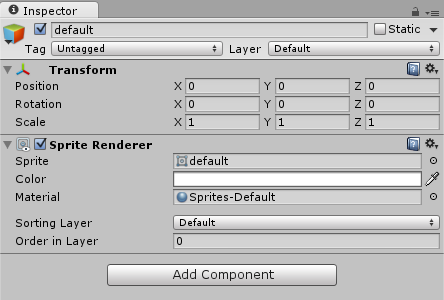 Inspector
default Static
Tag Untagged Layer Default
Transform
Position X 0 Y 0 Z 0
Rotation X 0 Y 0 Z 0
Scale X 1 Y 1 Z 1
Sprite Renderer
Sprite default
Color
Material Sprites-Default
Sorting Layer Default
Order in Layer 0
Add Component